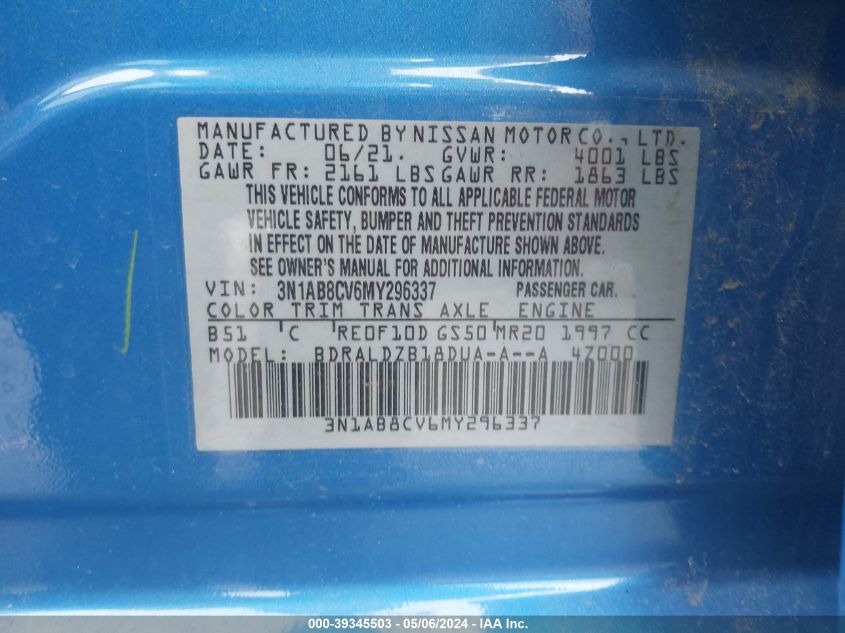 MANUFACTURED BY NISSAN MOTOR CO., LTD.
DATE: 06/21. GVWR: 4001 LBS
GAWR FR: 2161 LBS GAWR RR: 1863 LBS
THIS VEHICLE CONFORMS TO ALL APPLICABLE FEDERAL MOTOR
VEHICLE SAFETY, BUMPER AND THEFT PREVENTION STANDARDS
IN EFFECT ON THE DATE OF MANUFACTURE SHOWN ABOVE.
SEE OWNER'S MANUAL FOR ADDITIONAL INFORMATION.
VIN: 3N1AB8CV6MY296337 PASSENGER CAR.
COLOR TRIM TRANS AXLE ENGINE
B51 'C 'RE0F10D GS50'MR20 1997 CC
MODEL: BDRALDZB18DUA-A--A 4Z000
3N1AB8CV6MY296337
000-39345503 - 05/06/2024 - IAA Inc.